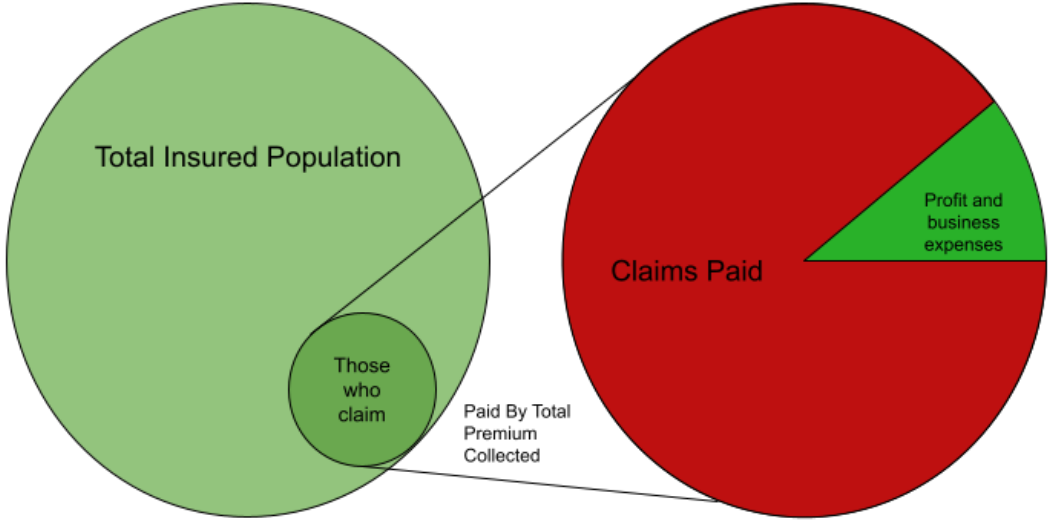 Total Insured Population
Those
who
claim
Paid By Total
Premium
Collected
Claims Paid
Profit and
business
expenses